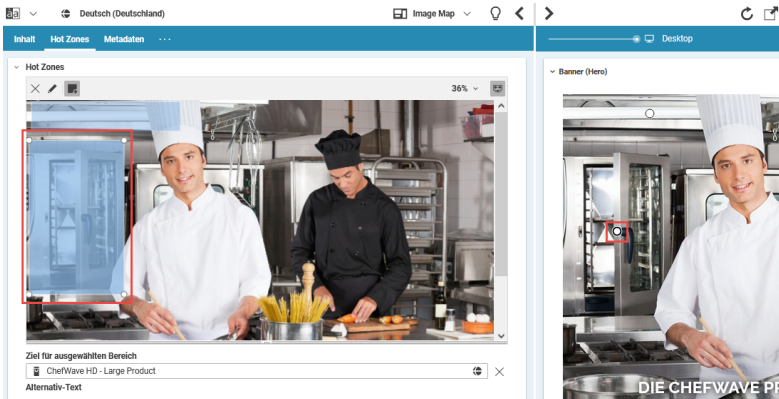 āa
Deutsch (Deutschland)
Image Map
Inhalt Hot Zones Metadaten ···
Desktop
Hot Zones
Banner (Hero)
36%
Ziel für ausgewählten Bereich
ChefWave HD - Large Product
Alternativ-Text
DIE CHEFWAVE